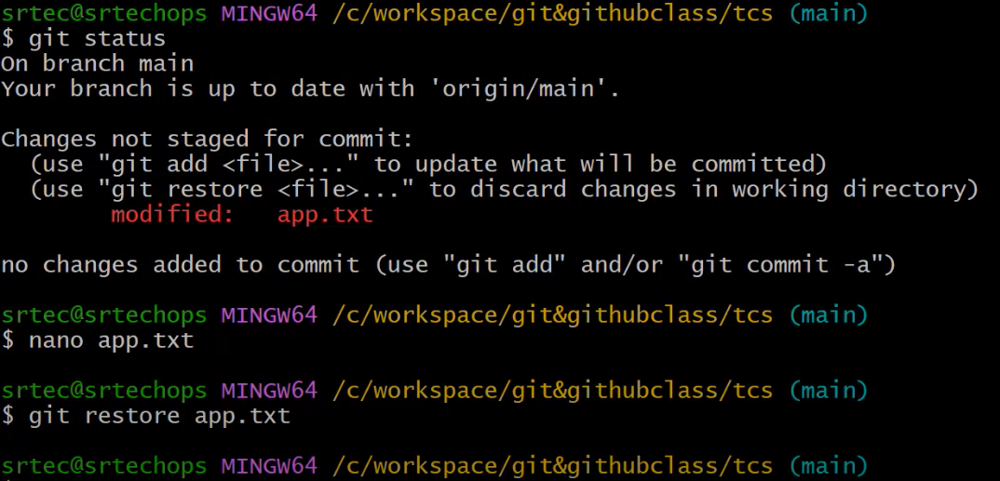 srtec@srtechops MINGW64 /c/workspace/git&githubclass/tcs (main)
$ git status
On branch main
Your branch is up to date with 'origin/main'.
Changes not staged for commit:
  (use "git add <file>..." to update what will be committed)
  (use "git restore <file>..." to discard changes in working directory)
        modified:   app.txt
no changes added to commit (use "git add" and/or "git commit -a")
srtec@srtechops MINGW64 /c/workspace/git&githubclass/tcs (main)
$ nano app.txt
srtec@srtechops MINGW64 /c/workspace/git&githubclass/tcs (main)
$ git restore app.txt
srtec@srtechops MINGW64 /c/workspace/git&githubclass/tcs (main)